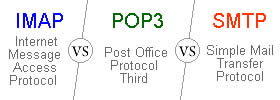 IMAP
Internet
Message
Access
Protocol
VS
POP3
Post Office
Protocol
Third
VS
SMTP
Simple Mail
Transfer
Protocol